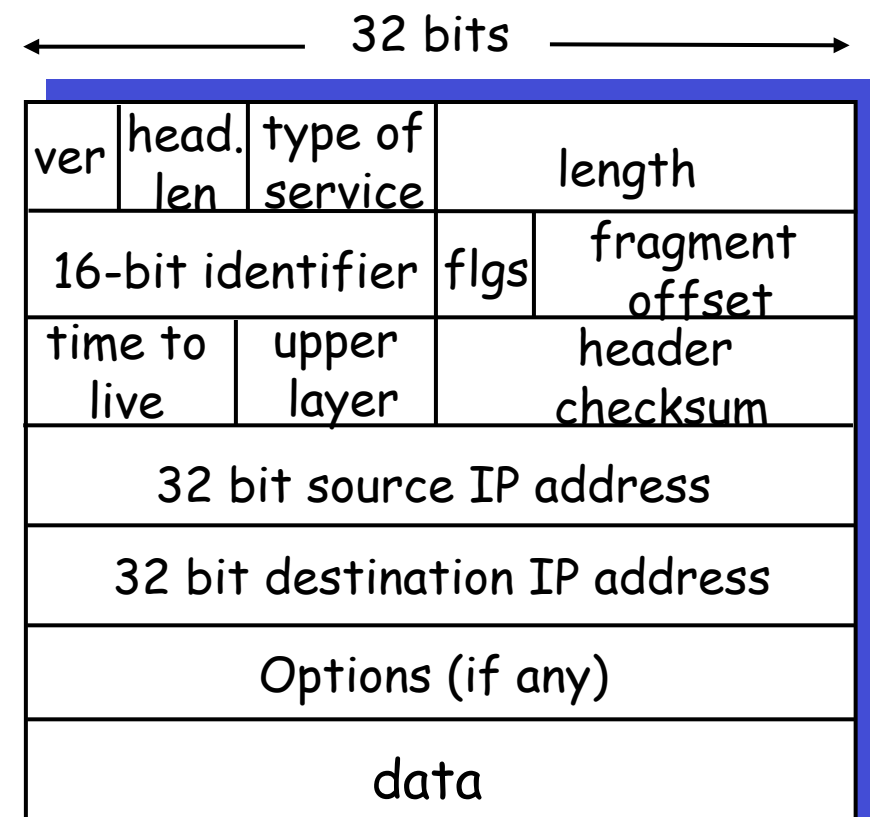 32 bits
ver
head.
len
type of
service
length
16-bit identifier
flgs
fragment
offset
time to
live
upper
layer
header
checksum
32 bit source IP address
32 bit destination IP address
Options (if any)
data